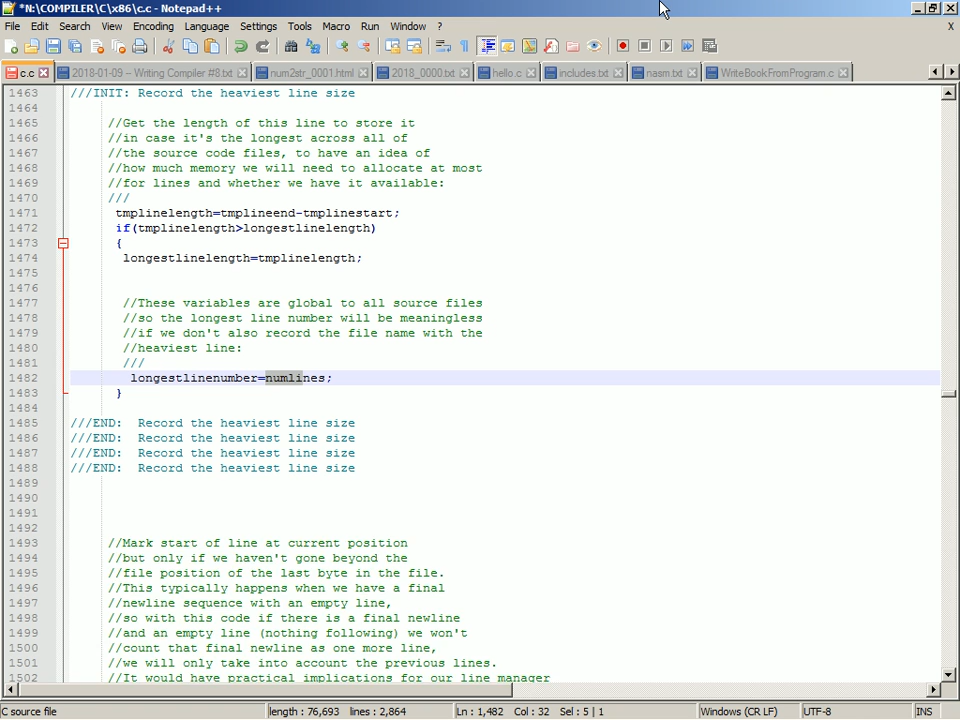 *N:\COMPILER\C\x86\c.c - Notepad++
File Edit Search View Encoding Language Settings Tools Macro Run Window ? X
c.c 2018-01-09 -- Writing Compiler #8.txt num2str_0001.html 2018_0000.txt hello.c includes.txt nasm.txt WriteBookFromProgram.c
1463 ///INIT: Record the heaviest line size
1464
1465 //Get the length of this line to store it
1466 //in case it's the longest across all of
1467 //the source code files, to have an idea of
1468 //how much memory we will need to allocate at most
1469 //for lines and whether we have it available:
1470 ///
1471 tmplinelength=tmplineend-tmplinestart;
1472 if(tmplinelength>longestlinelength)
1473 {
1474 longestlinelength=tmplinelength;
1475
1476
1477 //These variables are global to all source files
1478 //so the longest line number will be meaningless
1479 //if we don't also record the file name with the
1480 //heaviest line:
1481 ///
1482 longestlinenumber=numlines;
1483 }
1484
1485 ///END: Record the heaviest line size
1486 ///END: Record the heaviest line size
1487 ///END: Record the heaviest line size
1488 ///END: Record the heaviest line size
1489
1490
1491
1492
1493 //Mark start of line at current position
1494 //but only if we haven't gone beyond the
1495 //file position of the last byte in the file.
1496 //This typically happens when we have a final
1497 //newline sequence with an empty line,
1498 //so with this code if there is a final newline
1499 //and an empty line (nothing following) we won't
1500 //count that final newline as one more line,
1501 //we will only take into account the previous lines.
1502 //It would have practical implications for our line manager
C source file length : 76,693 lines : 2,864 Ln : 1,482 Col : 32 Sel : 5 | 1 Windows (CR LF) UTF-8 INS